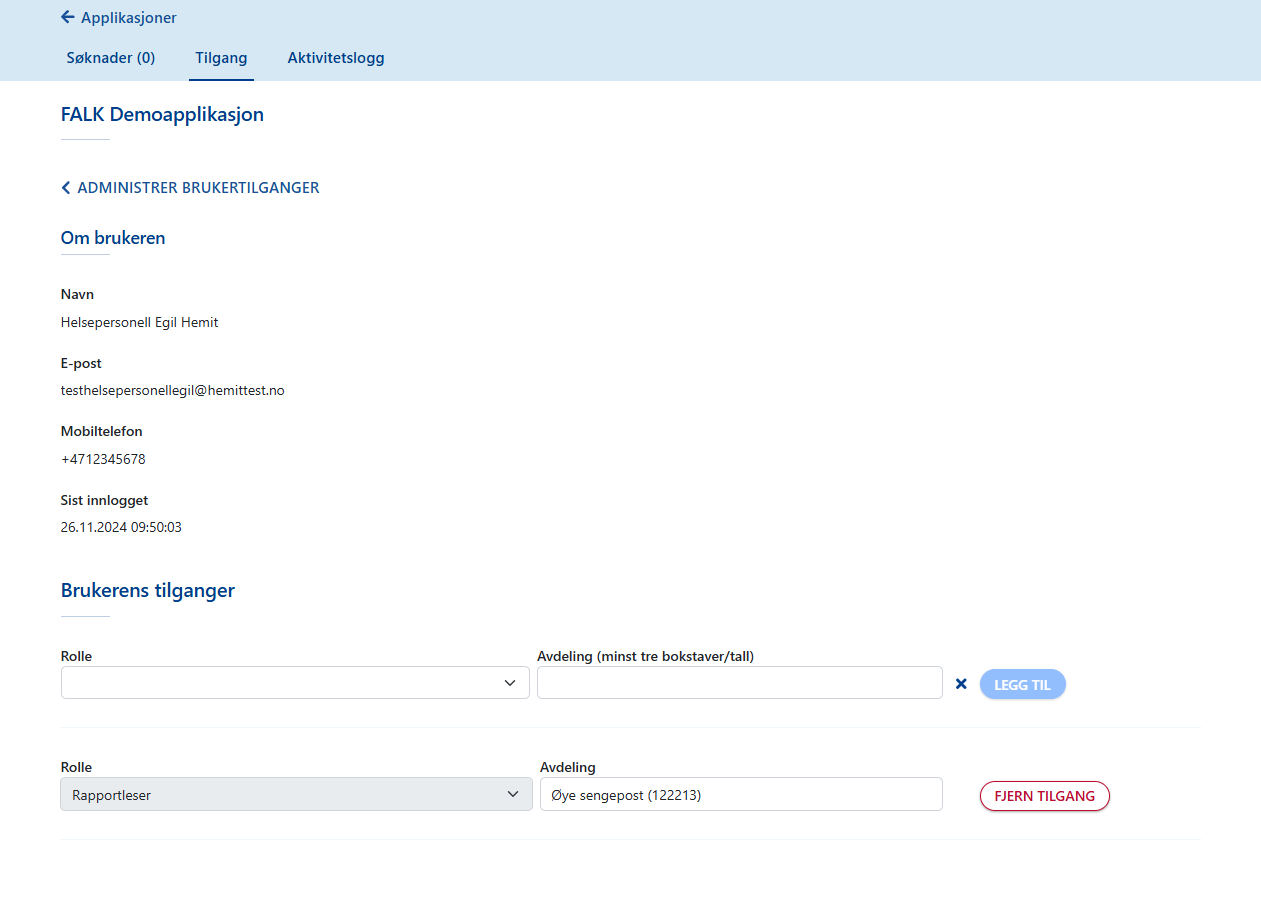 Applikasjoner
Søknader (0) Tilgang Aktivitetslogg
FALK Demoapplikasjon
ADMINISTRER BRUKERTILGANGER
Om brukeren
Navn
Helsepersonell Egil Hemit
E-post
testhelsepersonellegil@hemittest.no
Mobiltelefon
+4712345678
Sist innlogget
26.11.2024 09:50:03
Brukerens tilganger
Rolle Avdeling (minst tre bokstaver/tall)
LEGG TIL
Rolle Avdeling
Rapportleser Øye sengepost (122213) FJERN TILGANG